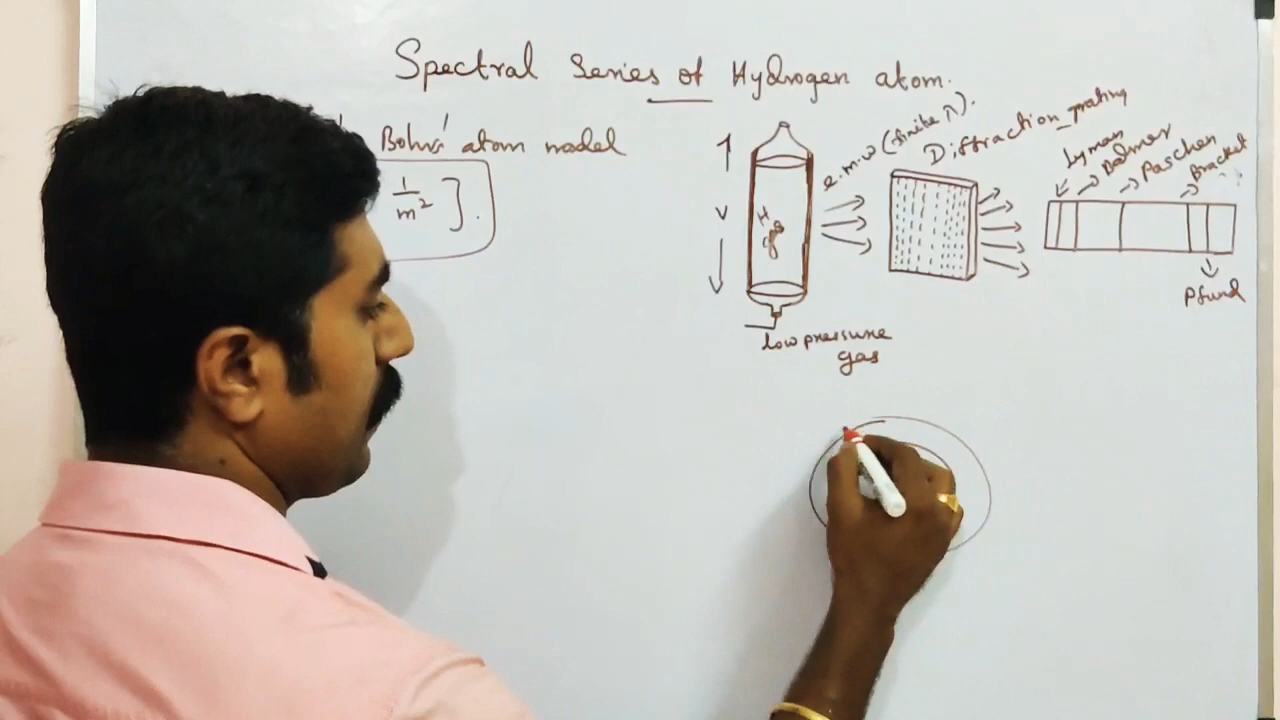 Spectral Series of Hydrogen atom.
Bohr's atom model
1/m² ].
V
H gas
low pressure
gas
e.m.w (finite λ).
Diffraction grating
Lyman
Balmer
Paschen
Bracket
Pfund